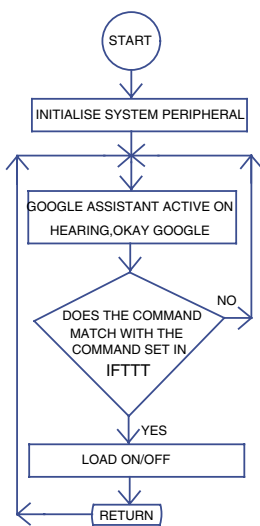 START
INITIALISE SYSTEM PERIPHERAL
GOOGLE ASSISTANT ACTIVE ON
HEARING,OKAY GOOGLE
NO
DOES THE COMMAND
MATCH WITH THE
COMMAND SET IN
IFTTT
YES
LOAD ON/OFF
RETURN